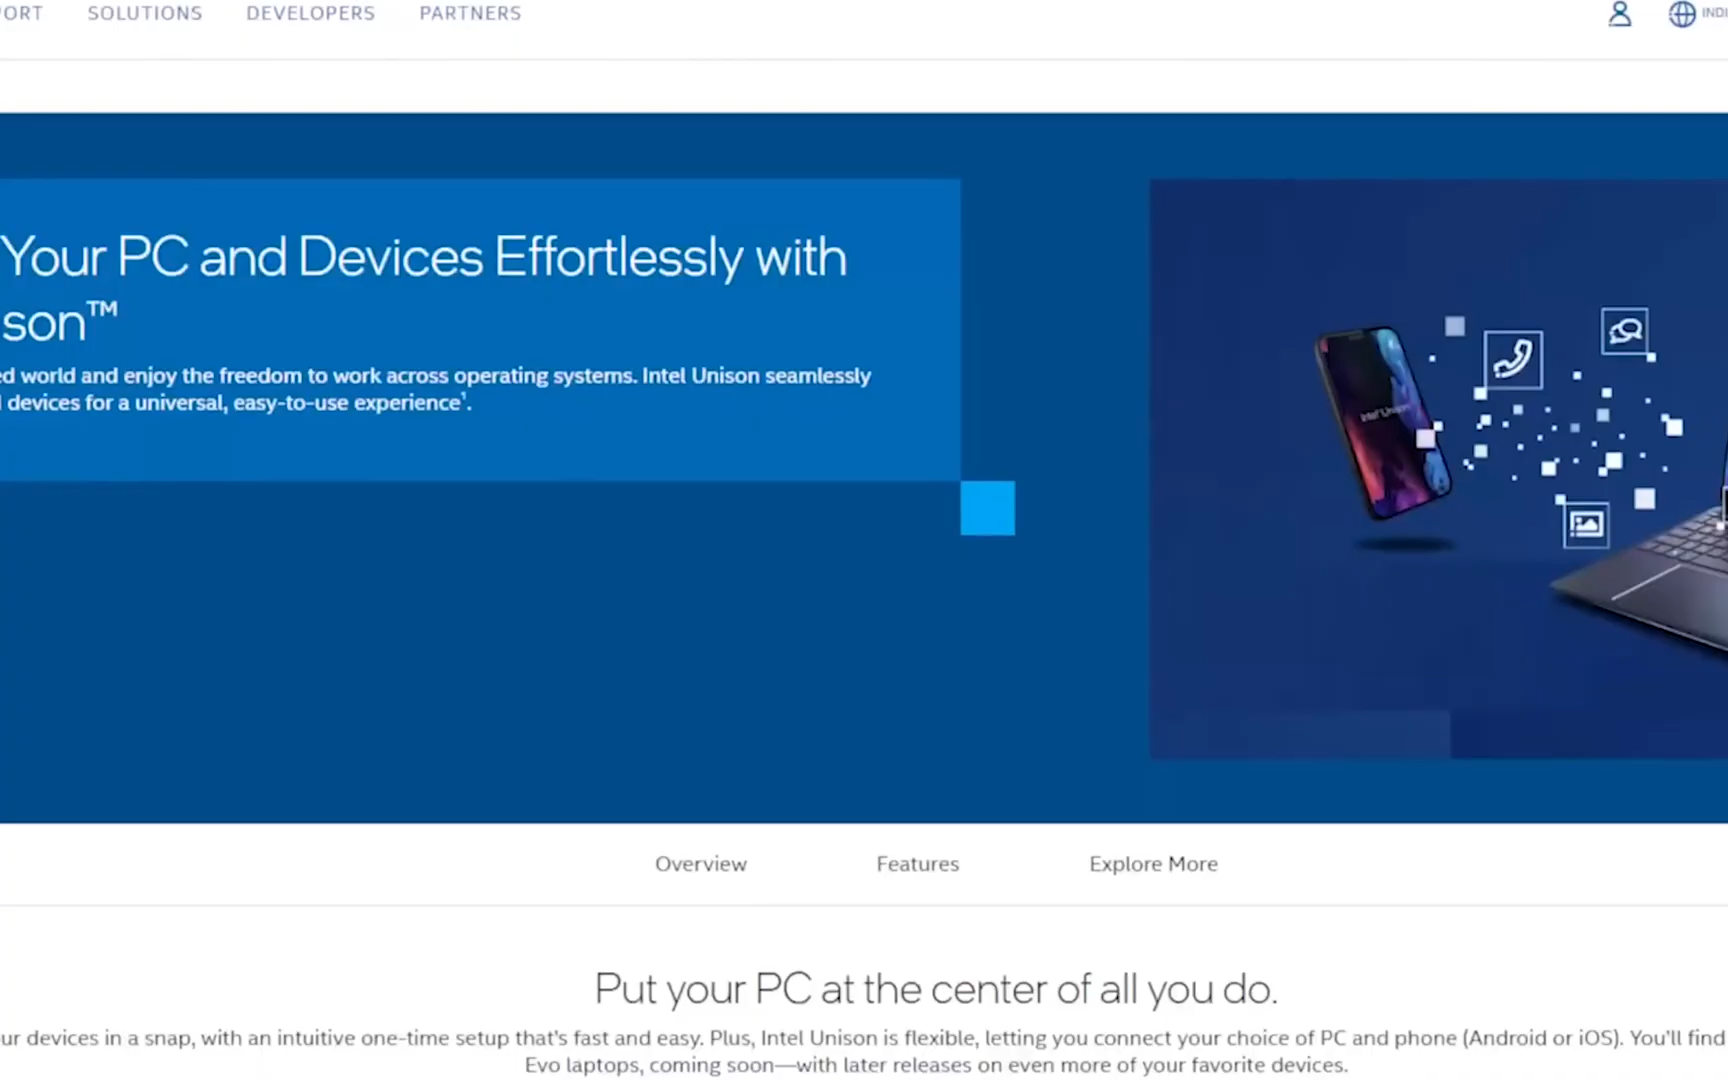 ORT SOLUTIONS DEVELOPERS PARTNERS INDI
Your PC and Devices Effortlessly with
son™
ed world and enjoy the freedom to work across operating systems. Intel Unison seamlessly
devices for a universal, easy-to-use experience¹.
Intel Unison
Overview Features Explore More
Put your PC at the center of all you do.
ur devices in a snap, with an intuitive one-time setup that's fast and easy. Plus, Intel Unison is flexible, letting you connect your choice of PC and phone (Android or iOS). You'll find
Evo laptops, coming soon—with later releases on even more of your favorite devices.